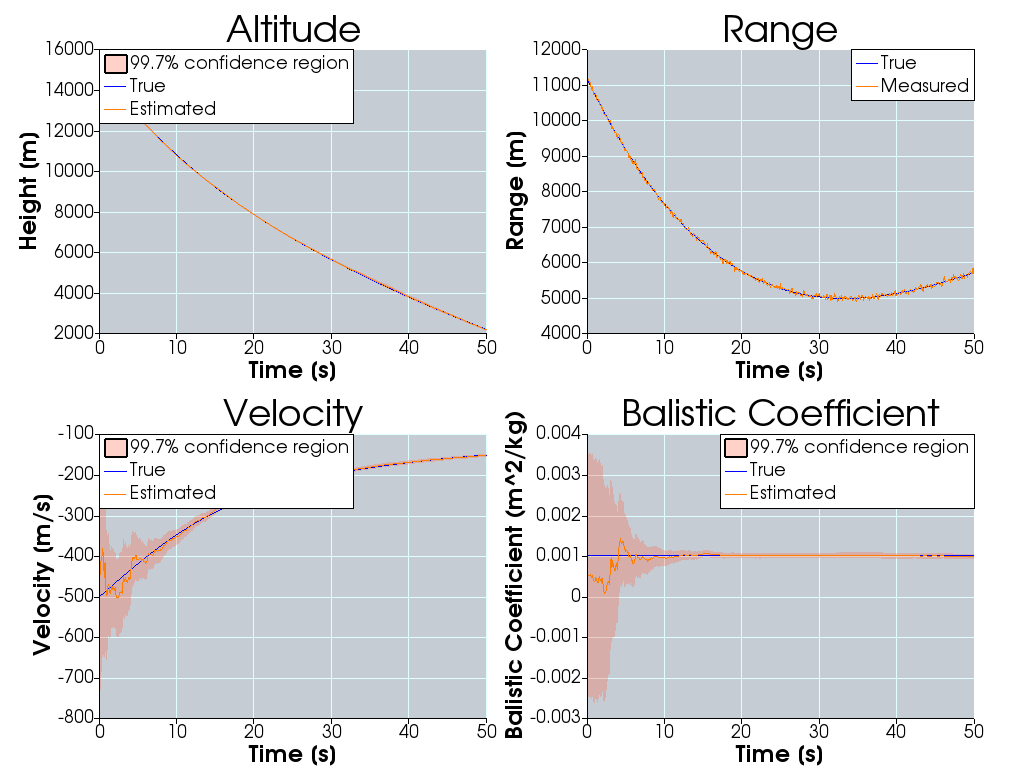 Altitude
16000
14000
12000
10000
8000
6000
4000
2000
Height (m)
99.7% confidence region
True
Estimated
0
10
20
30
40
50
Time (s)
Range
12000
11000
10000
9000
8000
7000
6000
5000
4000
Range (m)
True
Measured
0
10
20
30
40
50
Time (s)
Velocity
-100
-200
-300
-400
-500
-600
-700
-800
Velocity (m/s)
99.7% confidence region
True
Estimated
0
10
20
30
40
50
Time (s)
Balistic Coefficient
0.004
0.003
0.002
0.001
0
-0.001
-0.002
-0.003
Balistic Coefficient (m^2/kg)
99.7% confidence region
True
Estimated
0
10
20
30
40
50
Time (s)